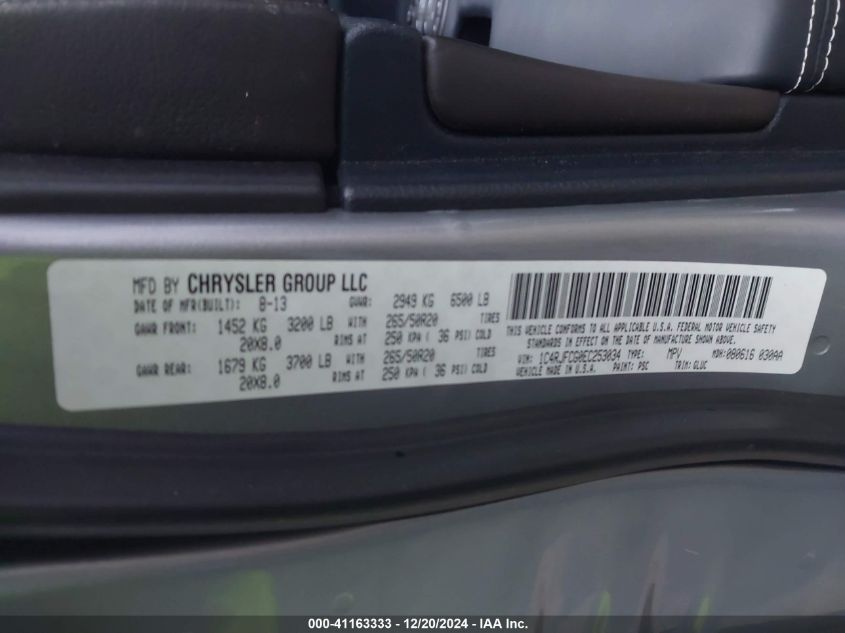 MFD BY CHRYSLER GROUP LLC
DATE OF MFR(BUILT): 8-13 GVWR: 2949 KG 6500 LB
GAWR FRONT: 1452 KG 3200 LB WITH 265/50R20 TIRES
20X8.0 RIMS AT 250 KPA ( 36 PSI) COLD
GAWR REAR: 1679 KG 3700 LB WITH 265/50R20 TIRES
20X8.0 RIMS AT 250 KPA ( 36 PSI) COLD
THIS VEHICLE CONFORMS TO ALL APPLICABLE U.S.A. FEDERAL MOTOR VEHICLE SAFETY
STANDARDS IN EFFECT ON THE DATE OF MANUFACTURE SHOWN ABOVE.
VIN: 1C4RJFCG0EC253034 TYPE: MPV MDH: 080616 030AA
VEHICLE MADE IN U.S.A. PAINT: PSC TRIM: GLUC
000-41163333 - 12/20/2024 - IAA Inc.